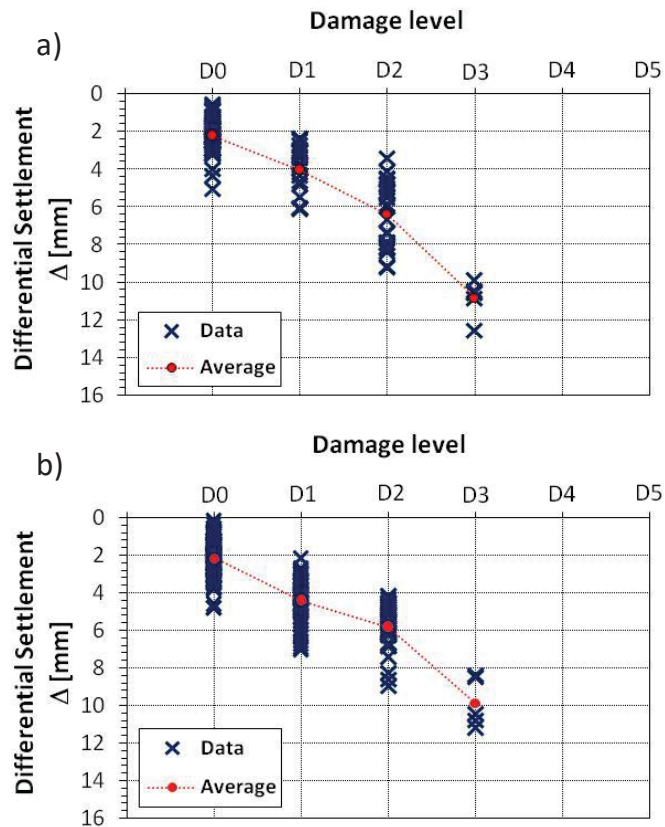 a)
Damage level
D0 D1 D2 D3 D4 D5
Differential Settlement
Δ [mm]
0
2
4
6
8
10
12
14
16
Data
Average
b)
Damage level
D0 D1 D2 D3 D4 D5
Differential Settlement
Δ [mm]
0
2
4
6
8
10
12
14
16
Data
Average